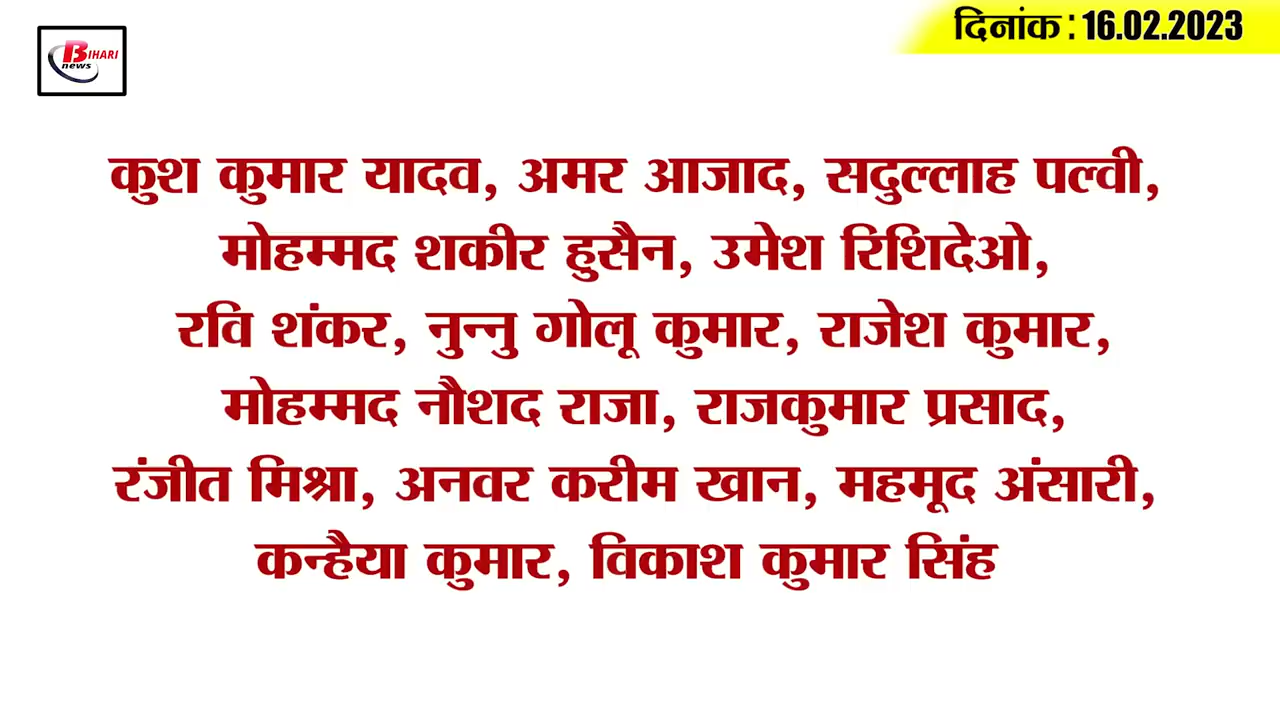 BIHARI
news
दिनांक : 16.02.2023
कुश कुमार यादव, अमर आजाद, सदुल्लाह पल्वी,
मोहम्मद शकीर हुसैन, उमेश रिशिदेओ,
रवि शंकर, नुन्नु गोलू कुमार, राजेश कुमार,
मोहम्मद नौशद राजा, राजकुमार प्रसाद,
रंजीत मिश्रा, अनवर करीम खान, महमूद अंसारी,
कन्हैया कुमार, विकाश कुमार सिंह